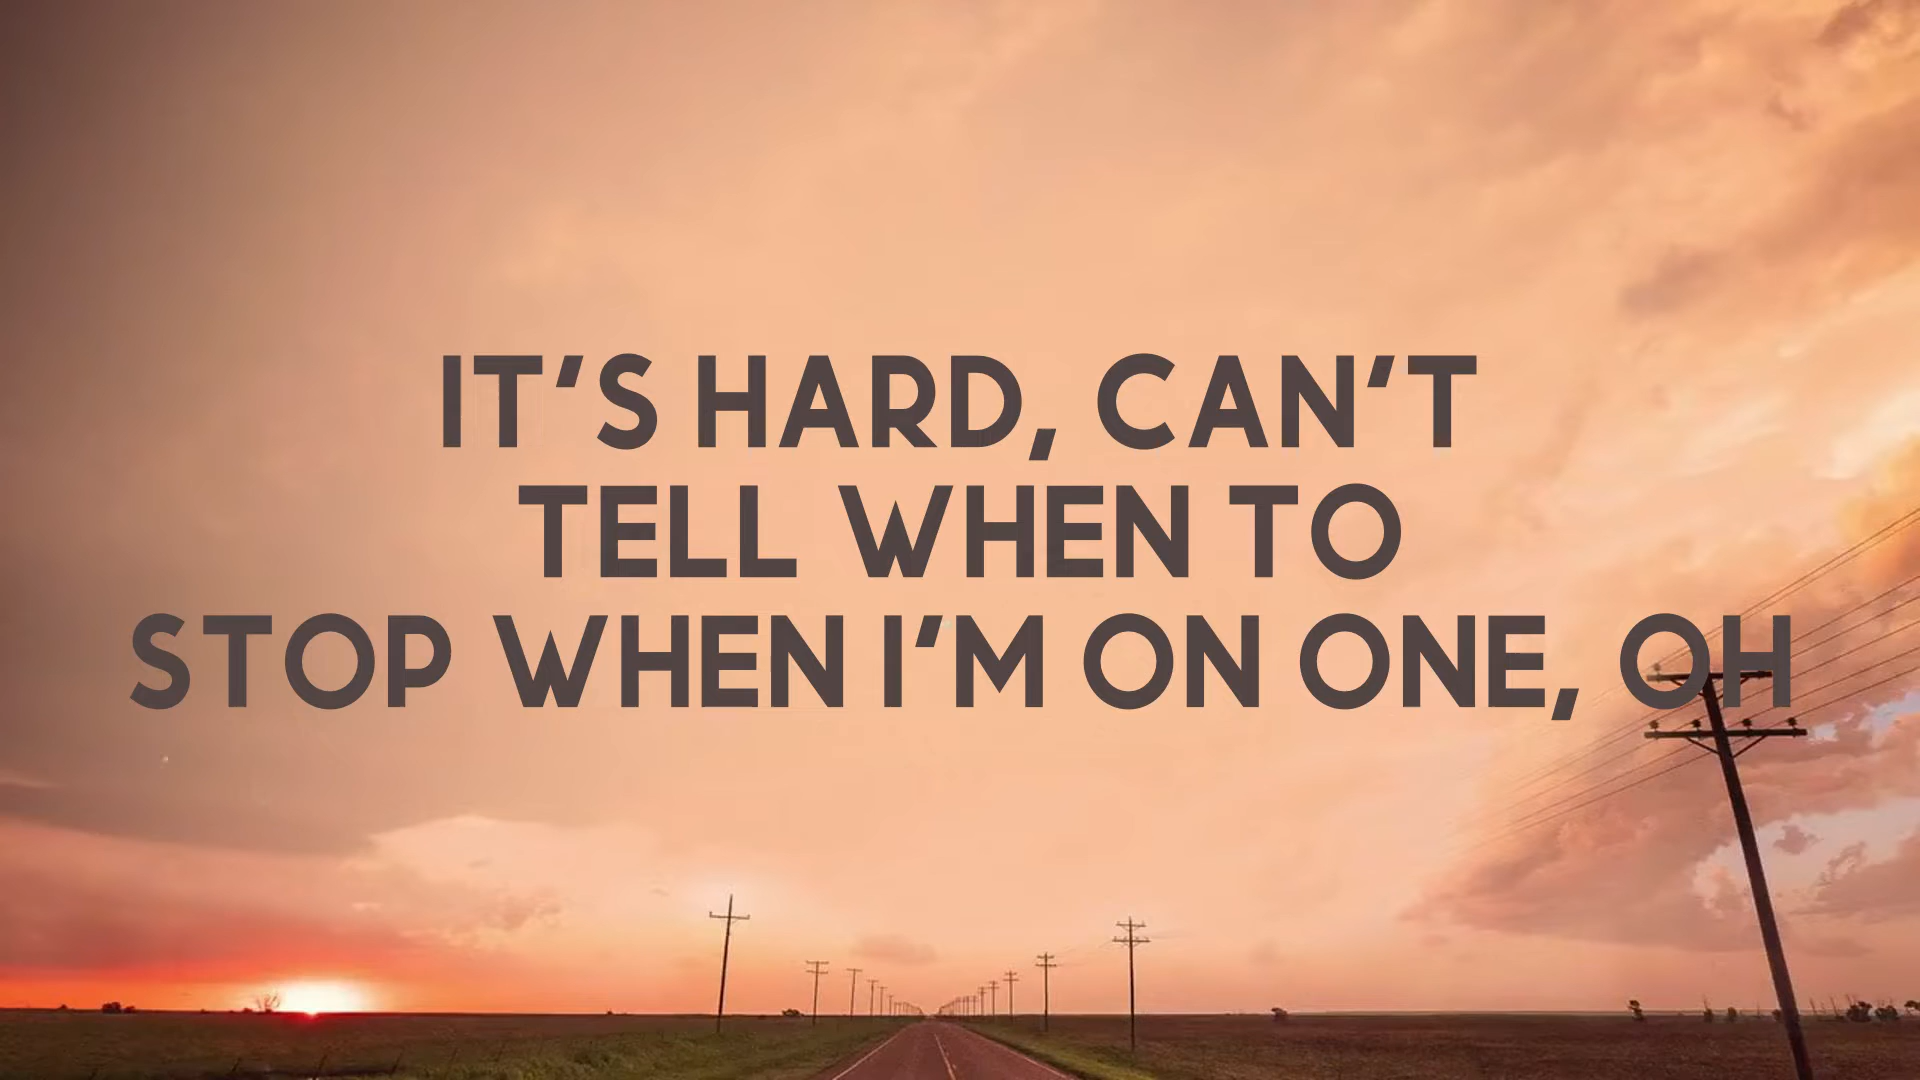 IT'S HARD, CAN'T
TELL WHEN TO
STOP WHEN I'M ON ONE, OH